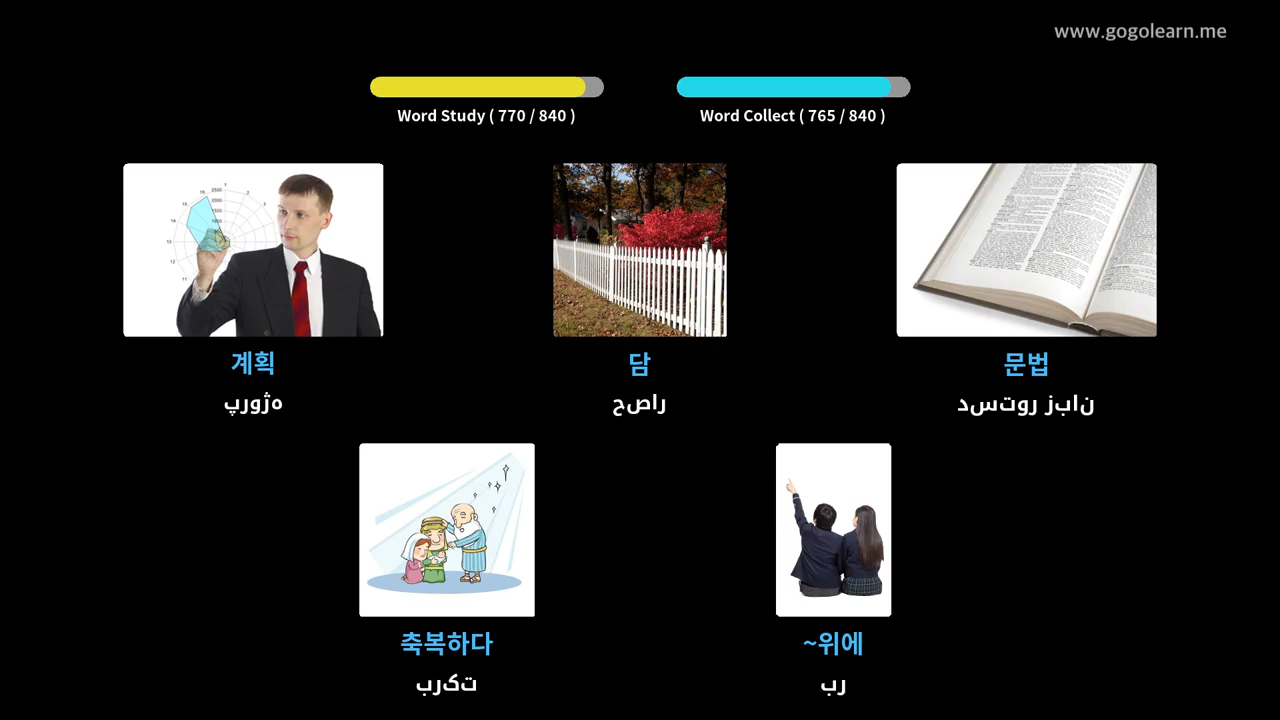 www.gogolearn.me
Word Study ( 770 / 840 )
Word Collect ( 765 / 840 )
계획
پروژه
담
حصار
문법
دستور زبان
축복하다
برکت
~위에
بر